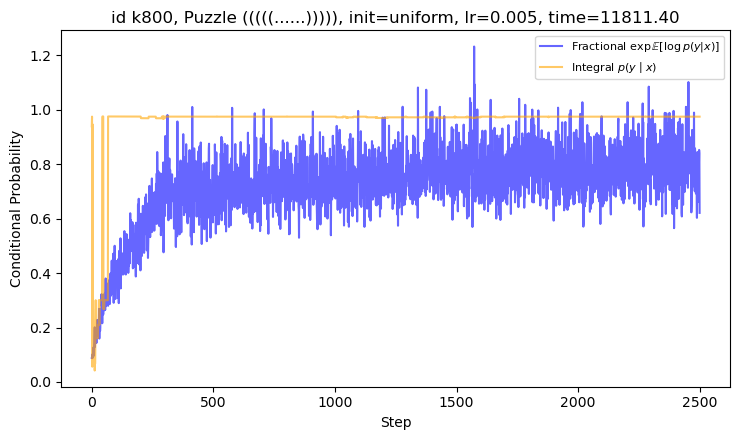 id k800, Puzzle (((((......))))), init=uniform, lr=0.005, time=11811.40
Fractional exp𝔼[log p(y|x)]
Integral p(y | x)
Conditional Probability
1.2
1.0
0.8
0.6
0.4
0.2
0.0
0 500 1000 1500 2000 2500
Step